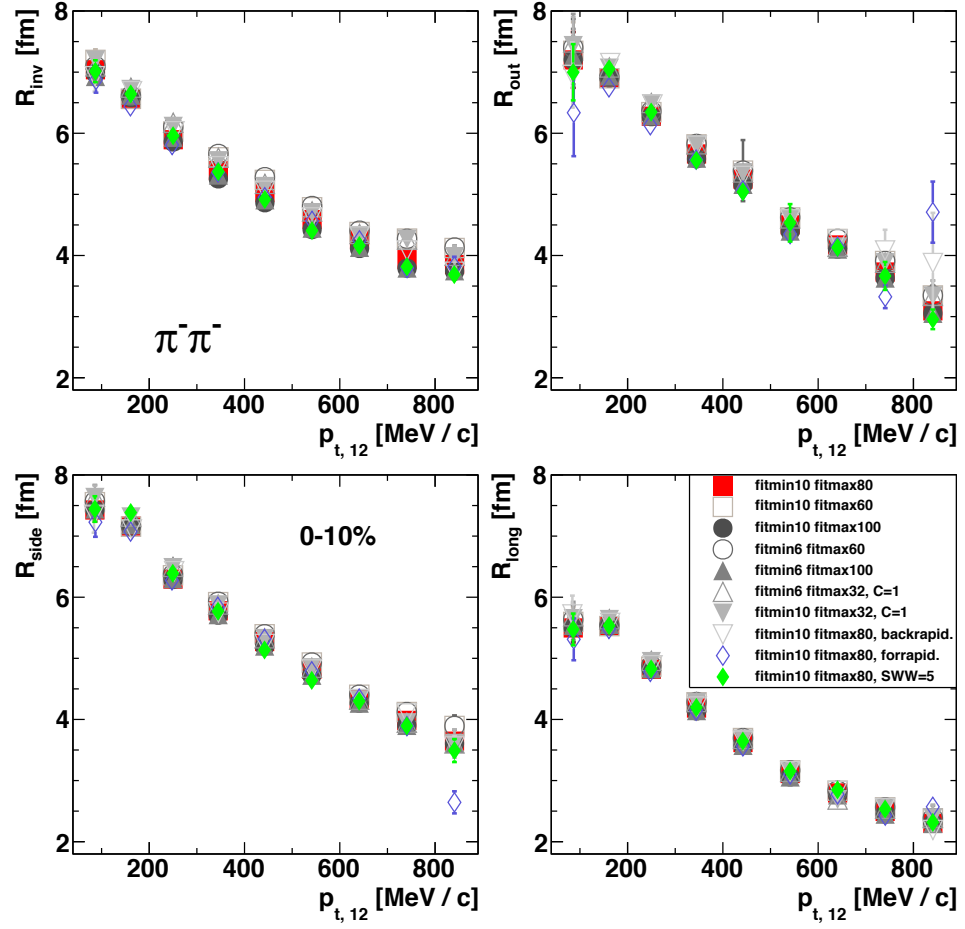 R_inv [fm]
8
6
4
2
π⁻π⁻
200 400 600 800
p_t, 12 [MeV / c]
R_out [fm]
8
6
4
2
200 400 600 800
p_t, 12 [MeV / c]
R_side [fm]
8
6
4
2
0-10%
200 400 600 800
p_t, 12 [MeV / c]
R_long [fm]
8
6
4
2
fitmin10 fitmax80
fitmin10 fitmax60
fitmin10 fitmax100
fitmin6 fitmax60
fitmin6 fitmax100
fitmin6 fitmax32, C=1
fitmin10 fitmax32, C=1
fitmin10 fitmax80, backrapid.
fitmin10 fitmax80, forrapid.
fitmin10 fitmax80, SWW=5
200 400 600 800
p_t, 12 [MeV / c]